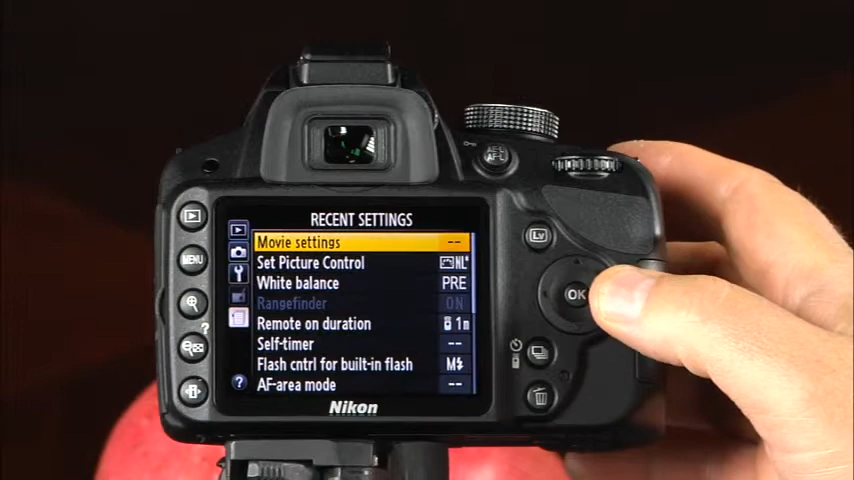 AE-L
AF-L
RECENT SETTINGS
Movie settings --
Set Picture Control NL*
White balance PRE
Rangefinder ON
Remote on duration 1m
Self-timer --
Flash cntrl for built-in flash M
AF-area mode --
MENU
?
?
Lv
OK
Nikon